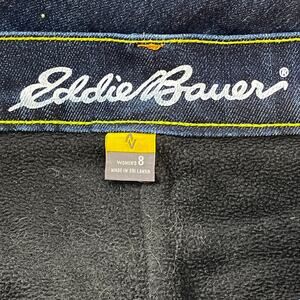 Eddie Bauer®
WOMEN'S 8
MADE IN SRI LANKA